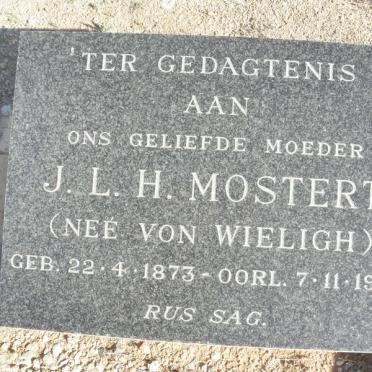 'TER GEDAGTENIS
AAN
ONS GELIEFDE MOEDER
J. L. H. MOSTERT
(NEÉ VON WIELIGH)
GEB. 22·4·1873 - OORL. 7·11·19
RUS SAG.